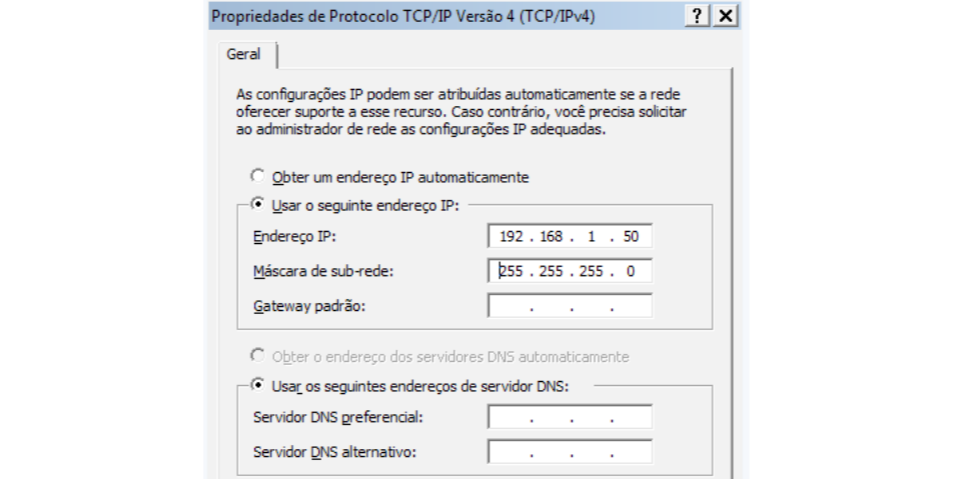 Propriedades de Protocolo TCP/IP Versão 4 (TCP/IPv4)
Geral
As configurações IP podem ser atribuídas automaticamente se a rede
oferecer suporte a esse recurso. Caso contrário, você precisa solicitar
ao administrador de rede as configurações IP adequadas.
Obter um endereço IP automaticamente
Usar o seguinte endereço IP:
Endereço IP: 192 . 168 . 1 . 50
Máscara de sub-rede: 255 . 255 . 255 . 0
Gateway padrão: . . .
Obter o endereço dos servidores DNS automaticamente
Usar os seguintes endereços de servidor DNS:
Servidor DNS preferencial: . . .
Servidor DNS alternativo: . . .